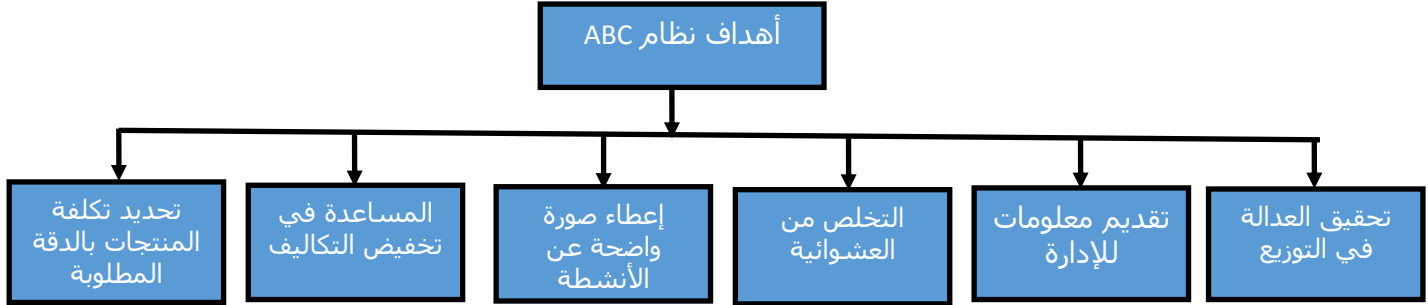 أهداف نظام ABC
تحقيق العدالة
في التوزيع
تقديم معلومات
للإدارة
التخلص من
العشوائية
إعطاء صورة
واضحة عن
الأنشطة
المساعدة في
تخفيض التكاليف
تحديد تكلفة
المنتجات بالدقة
المطلوبة